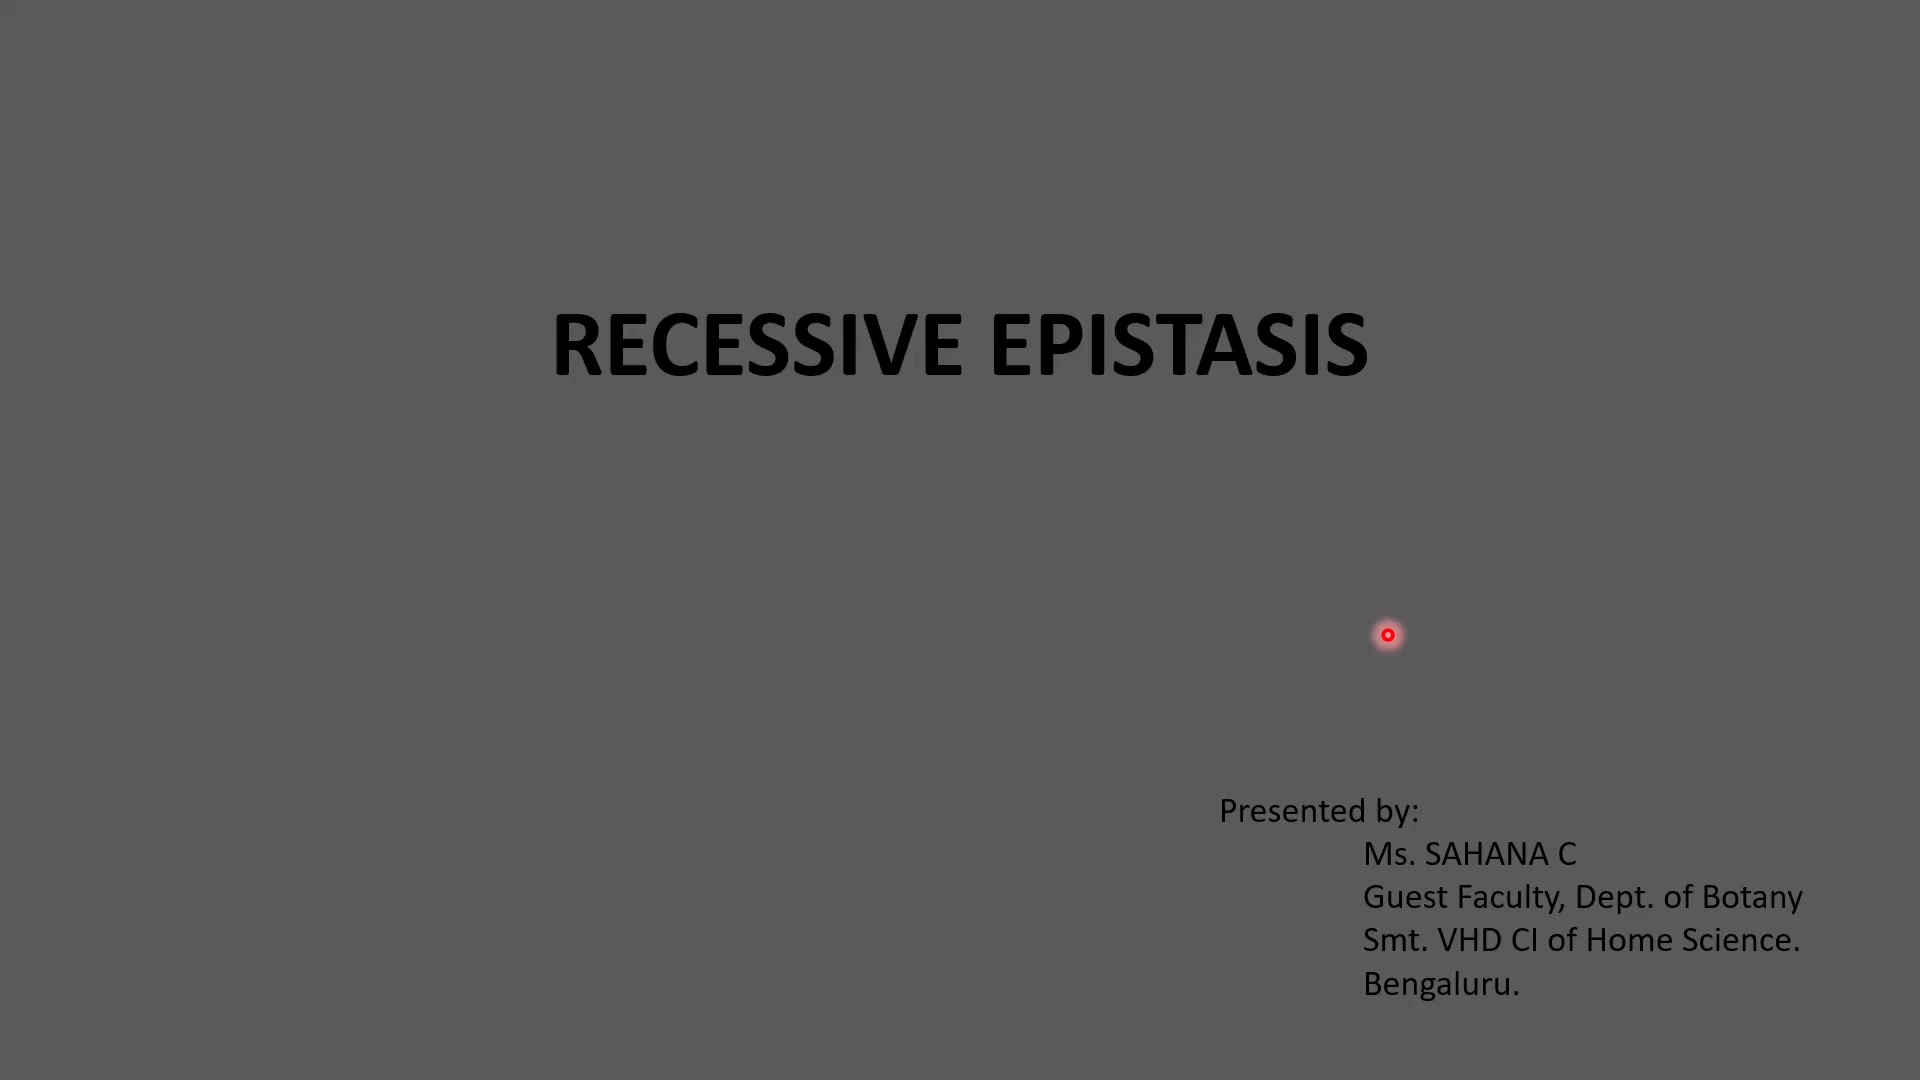 RECESSIVE EPISTASIS
Presented by:
Ms. SAHANA C
Guest Faculty, Dept. of Botany
Smt. VHD CI of Home Science.
Bengaluru.